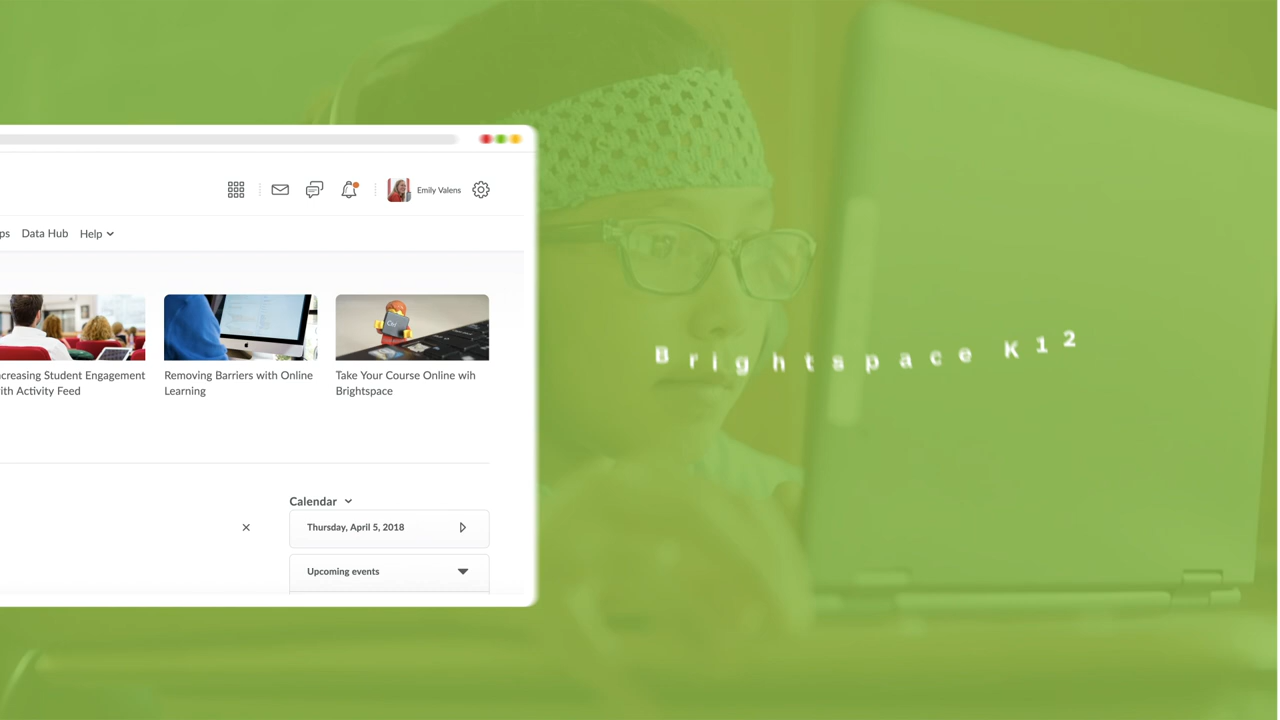 Emily Valens
ps Data Hub Help
creasing Student Engagement
ith Activity Feed
Removing Barriers with Online
Learning
Take Your Course Online wih
Brightspace
Brightspace K12
Calendar
Thursday, April 5, 2018
Upcoming events